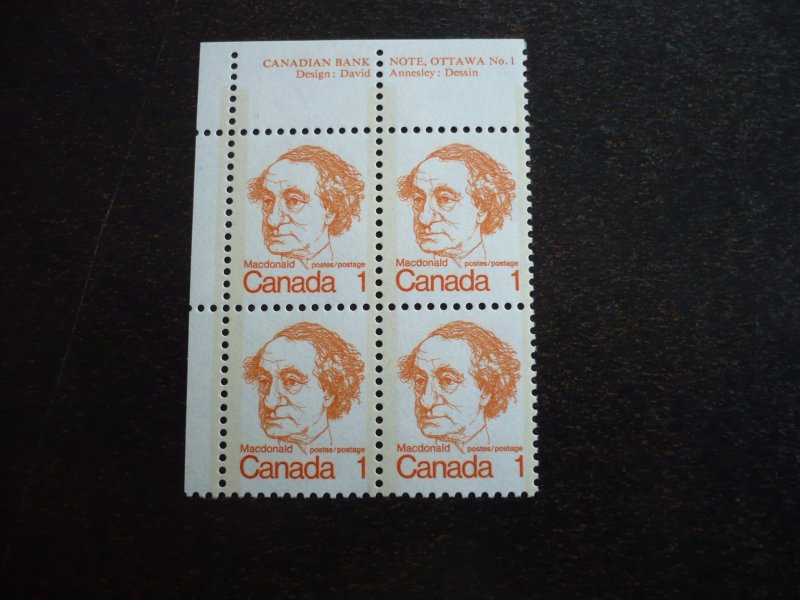 CANADIAN BANK NOTE, OTTAWA No. 1
Design: David Annesley: Dessin
Macdonald postes/postage
Canada 1
Macdonald postes/postage
Canada 1
Macdonald postes/postage
Canada 1
Macdonald postes/postage
Canada 1